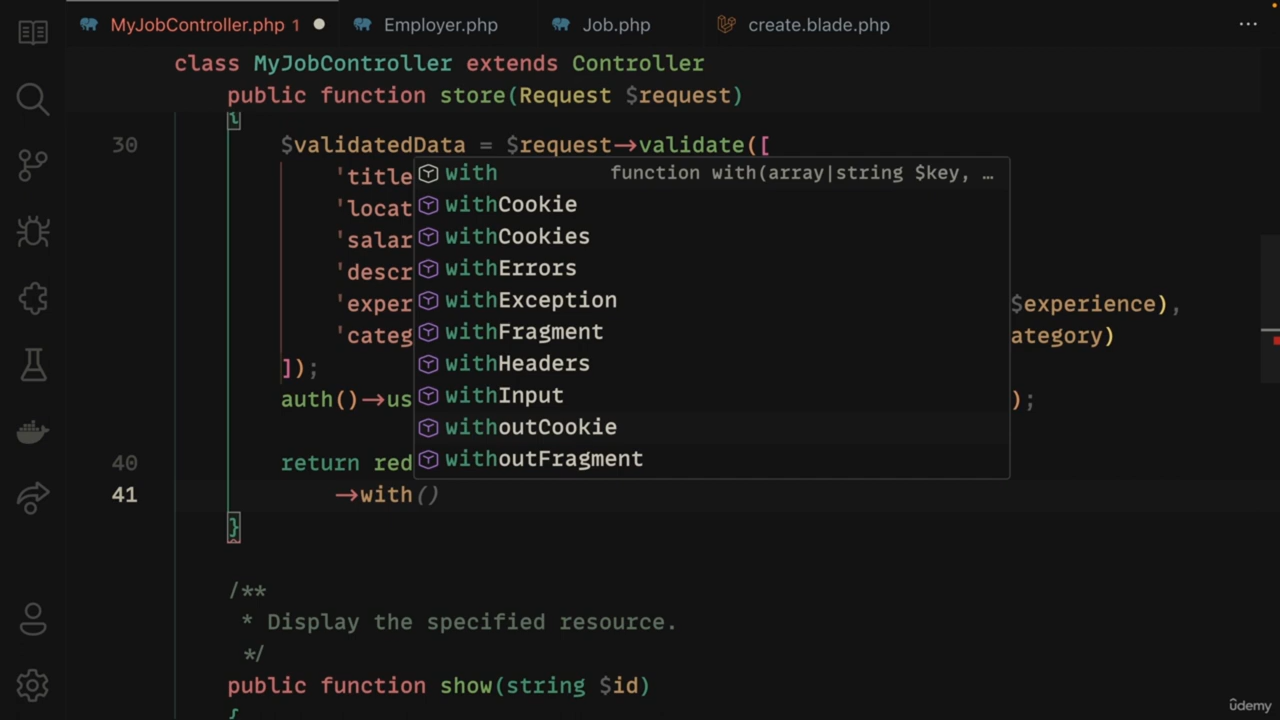 MyJobController.php 1
Employer.php
Job.php
create.blade.php
...
class MyJobController extends Controller
public function store(Request $request)
{
30 $validatedData = $request->validate([
'title
'locat
'salar
'descr
'exper $experience),
'categ ategory)
]);
auth()->us );
40 return red
41 ->with()
}
with function with(array|string $key, …
withCookie
withCookies
withErrors
withException
withFragment
withHeaders
withInput
withoutCookie
withoutFragment
/**
* Display the specified resource.
*/
public function show(string $id)
{
ûdemy